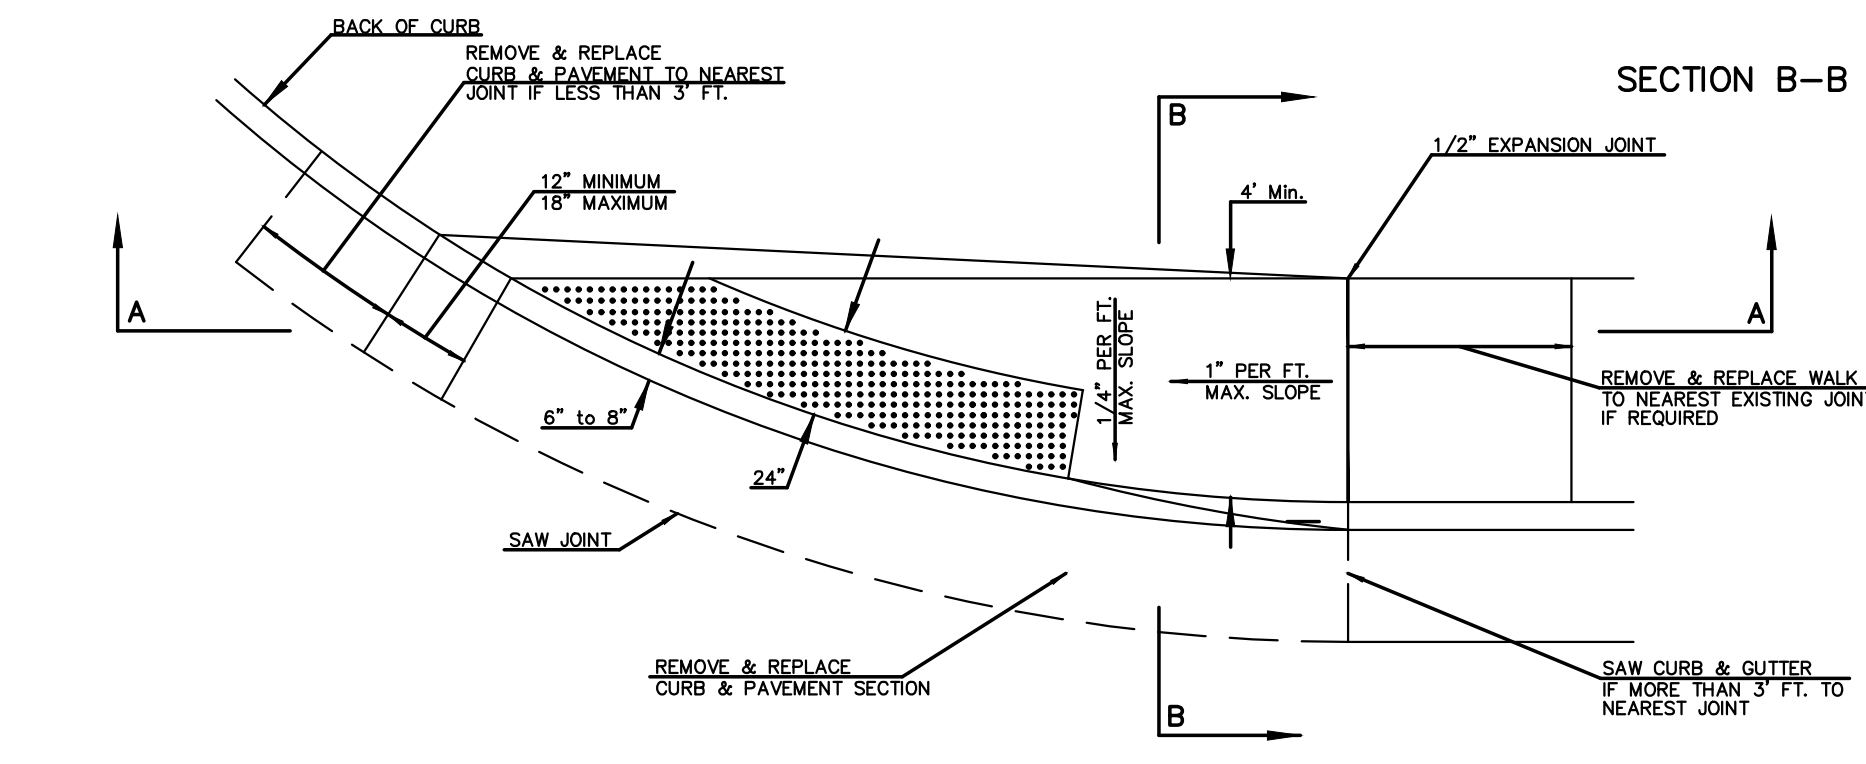 BACK OF CURB
REMOVE & REPLACE
CURB & PAVEMENT TO NEAREST
JOINT IF LESS THAN 3' FT.
SECTION B-B
B
1/2" EXPANSION JOINT
12" MINIMUM
18" MAXIMUM
4' Min.
A
A
1/4" PER FT.
MAX. SLOPE
1" PER FT.
MAX. SLOPE
REMOVE & REPLACE WALK
TO NEAREST EXISTING JOINT
IF REQUIRED
6" to 8"
24"
SAW JOINT
REMOVE & REPLACE
CURB & PAVEMENT SECTION
SAW CURB & GUTTER
IF MORE THAN 3' FT. TO
NEAREST JOINT
B